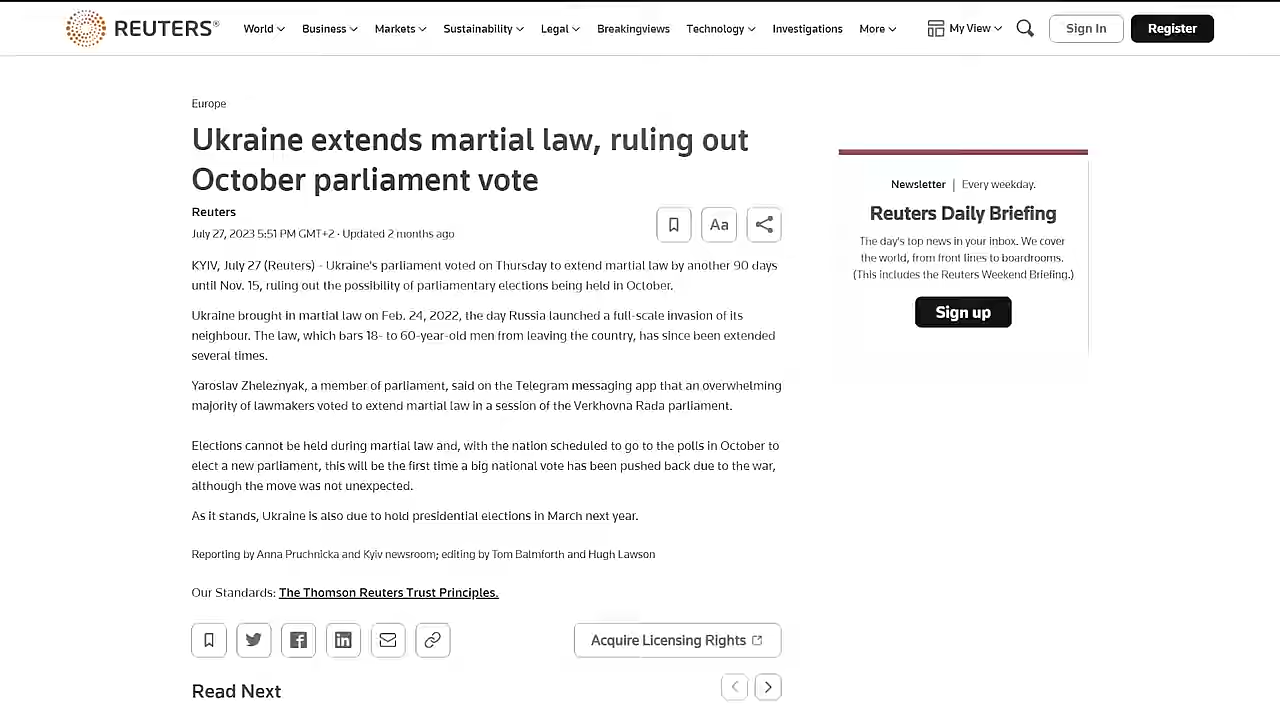 REUTERS®
World Business Markets Sustainability Legal Breakingviews Technology Investigations More My View Sign In Register
Europe
Ukraine extends martial law, ruling out
October parliament vote
Reuters
July 27, 2023 5:51 PM GMT+2 · Updated 2 months ago
Aa
KYIV, July 27 (Reuters) - Ukraine's parliament voted on Thursday to extend martial law by another 90 days
until Nov. 15, ruling out the possibility of parliamentary elections being held in October.
Ukraine brought in martial law on Feb. 24, 2022, the day Russia launched a full-scale invasion of its
neighbour. The law, which bars 18- to 60-year-old men from leaving the country, has since been extended
several times.
Yaroslav Zheleznyak, a member of parliament, said on the Telegram messaging app that an overwhelming
majority of lawmakers voted to extend martial law in a session of the Verkhovna Rada parliament.
Elections cannot be held during martial law and, with the nation scheduled to go to the polls in October to
elect a new parliament, this will be the first time a big national vote has been pushed back due to the war,
although the move was not unexpected.
As it stands, Ukraine is also due to hold presidential elections in March next year.
Reporting by Anna Pruchnicka and Kyiv newsroom; editing by Tom Balmforth and Hugh Lawson
Our Standards: The Thomson Reuters Trust Principles.
Acquire Licensing Rights
Read Next
Newsletter | Every weekday.
Reuters Daily Briefing
The day's top news in your inbox. We cover
the world, from front lines to boardrooms.
(This includes the Reuters Weekend Briefing.)
Sign up